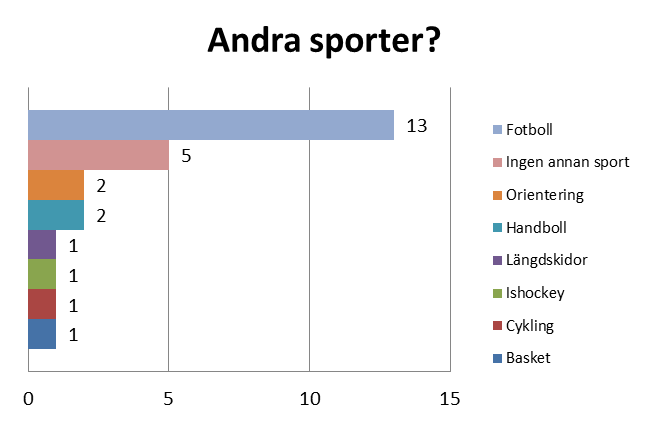 Andra sporter?
13
5
2
2
1
1
1
1
0 5 10 15
Fotboll
Ingen annan sport
Orientering
Handboll
Längdskidor
Ishockey
Cykling
Basket